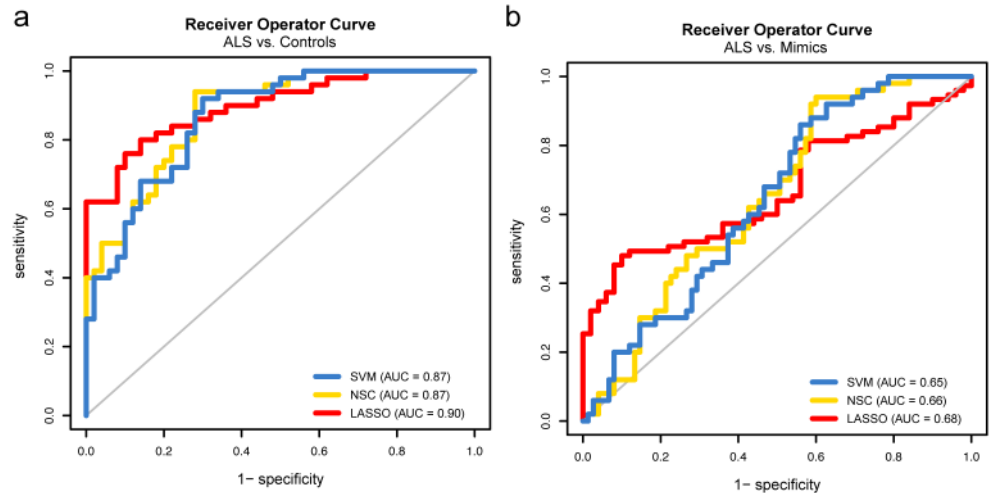 a
Receiver Operator Curve
ALS vs. Controls
sensitivity
0.0
0.2
0.4
0.6
0.8
1.0
0.0
0.2
0.4
0.6
0.8
1.0
1− specificity
SVM (AUC = 0.87)
NSC (AUC = 0.87)
LASSO (AUC = 0.90)
b
Receiver Operator Curve
ALS vs. Mimics
sensitivity
0.0
0.2
0.4
0.6
0.8
1.0
0.0
0.2
0.4
0.6
0.8
1.0
1− specificity
SVM (AUC = 0.65)
NSC (AUC = 0.66)
LASSO (AUC = 0.68)